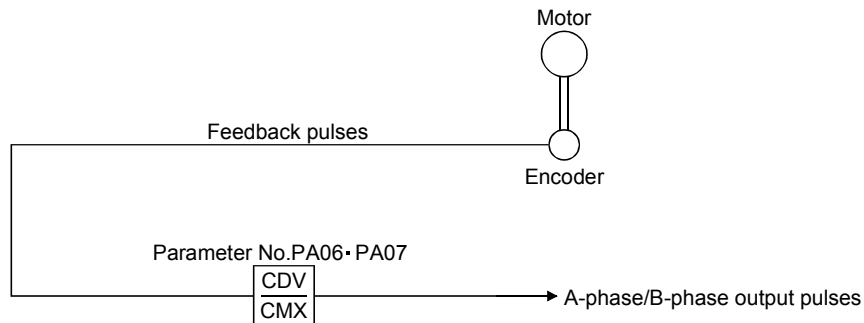 Motor
Feedback pulses
Encoder
Parameter No.PA06･PA07
CDV
CMX
A-phase/B-phase output pulses